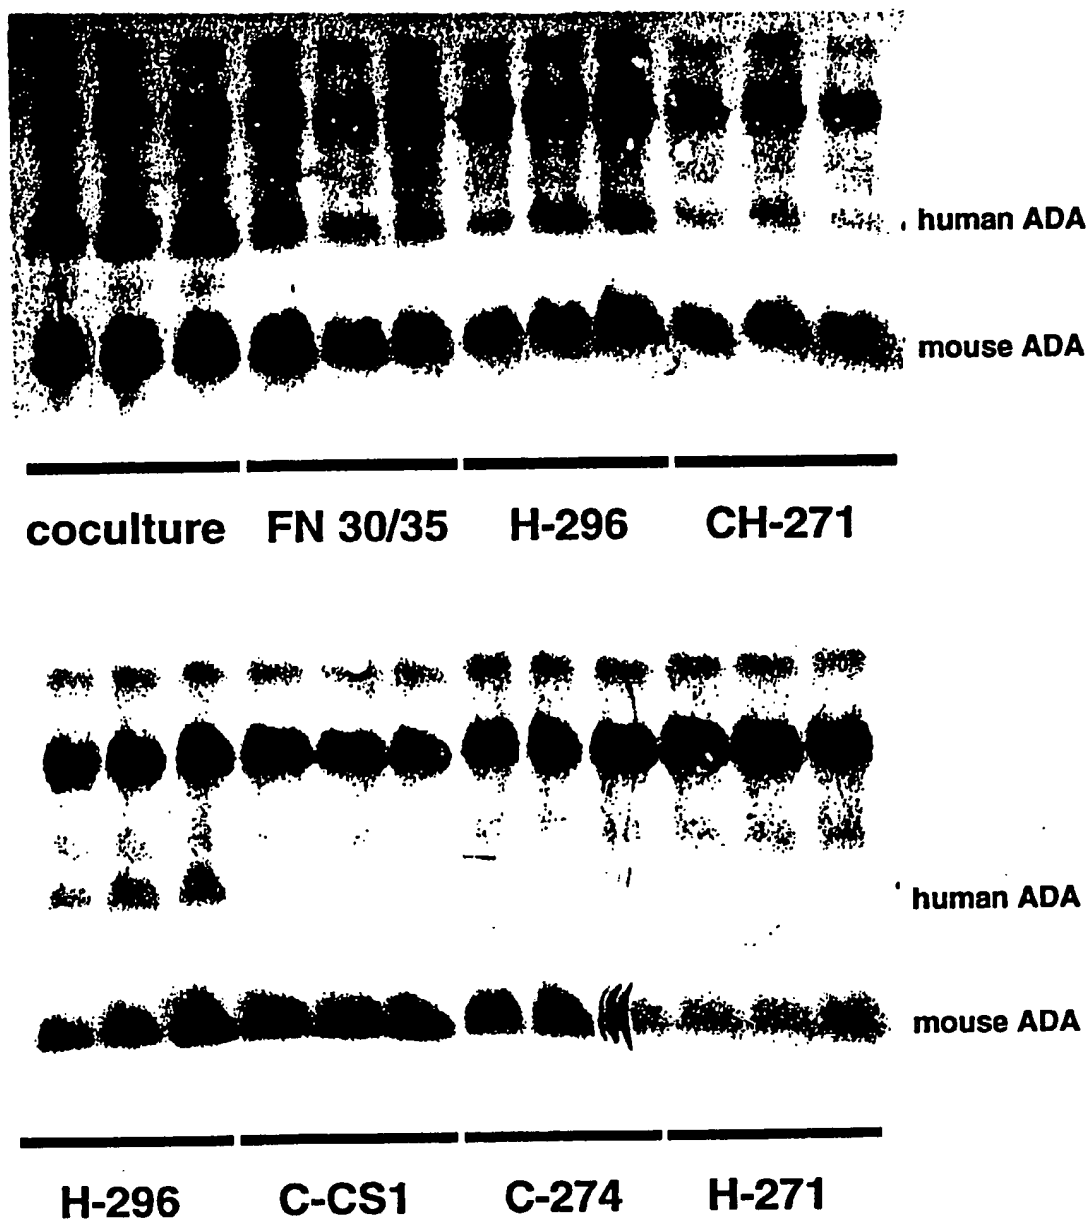 human ADA
mouse ADA
coculture FN 30/35 H-296 CH-271
human ADA
mouse ADA
H-296 C-CS1 C-274 H-271